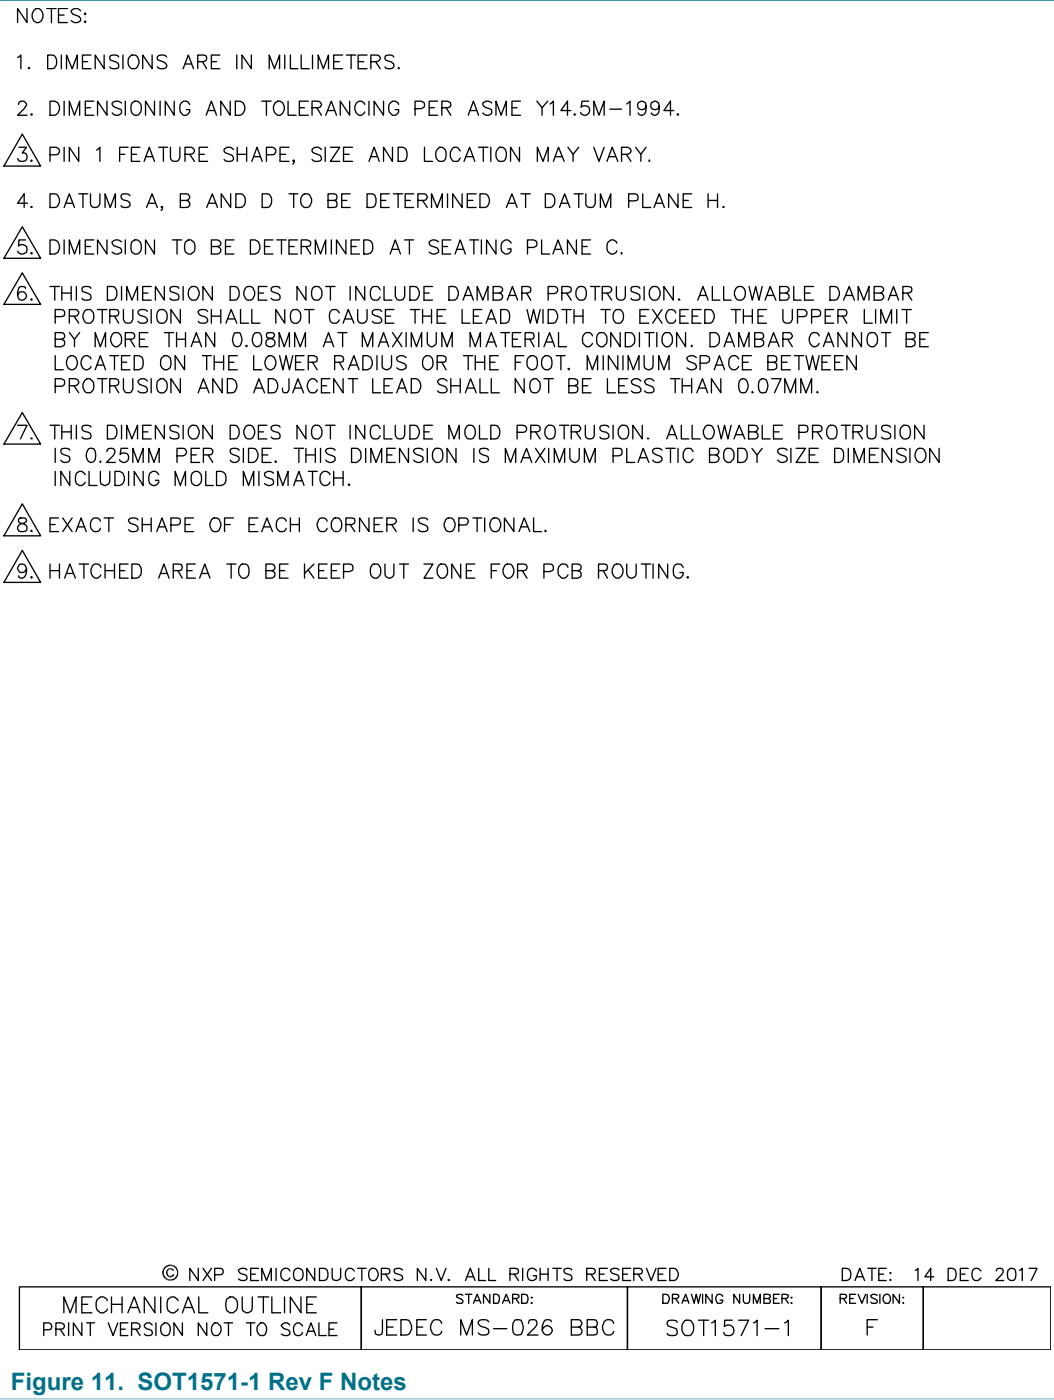 NOTES:
1. DIMENSIONS ARE IN MILLIMETERS.
2. DIMENSIONING AND TOLERANCING PER ASME Y14.5M–1994.
3. PIN 1 FEATURE SHAPE, SIZE AND LOCATION MAY VARY.
4. DATUMS A, B AND D TO BE DETERMINED AT DATUM PLANE H.
5. DIMENSION TO BE DETERMINED AT SEATING PLANE C.
6. THIS DIMENSION DOES NOT INCLUDE DAMBAR PROTRUSION. ALLOWABLE DAMBAR
PROTRUSION SHALL NOT CAUSE THE LEAD WIDTH TO EXCEED THE UPPER LIMIT
BY MORE THAN 0.08MM AT MAXIMUM MATERIAL CONDITION. DAMBAR CANNOT BE
LOCATED ON THE LOWER RADIUS OR THE FOOT. MINIMUM SPACE BETWEEN
PROTRUSION AND ADJACENT LEAD SHALL NOT BE LESS THAN 0.07MM.
7. THIS DIMENSION DOES NOT INCLUDE MOLD PROTRUSION. ALLOWABLE PROTRUSION
IS 0.25MM PER SIDE. THIS DIMENSION IS MAXIMUM PLASTIC BODY SIZE DIMENSION
INCLUDING MOLD MISMATCH.
8. EXACT SHAPE OF EACH CORNER IS OPTIONAL.
9. HATCHED AREA TO BE KEEP OUT ZONE FOR PCB ROUTING.
© NXP SEMICONDUCTORS N.V. ALL RIGHTS RESERVED DATE: 14 DEC 2017
MECHANICAL OUTLINE
PRINT VERSION NOT TO SCALE
STANDARD:
JEDEC MS–026 BBC
DRAWING NUMBER:
SOT1571–1
REVISION:
F
Figure 11. SOT1571-1 Rev F Notes